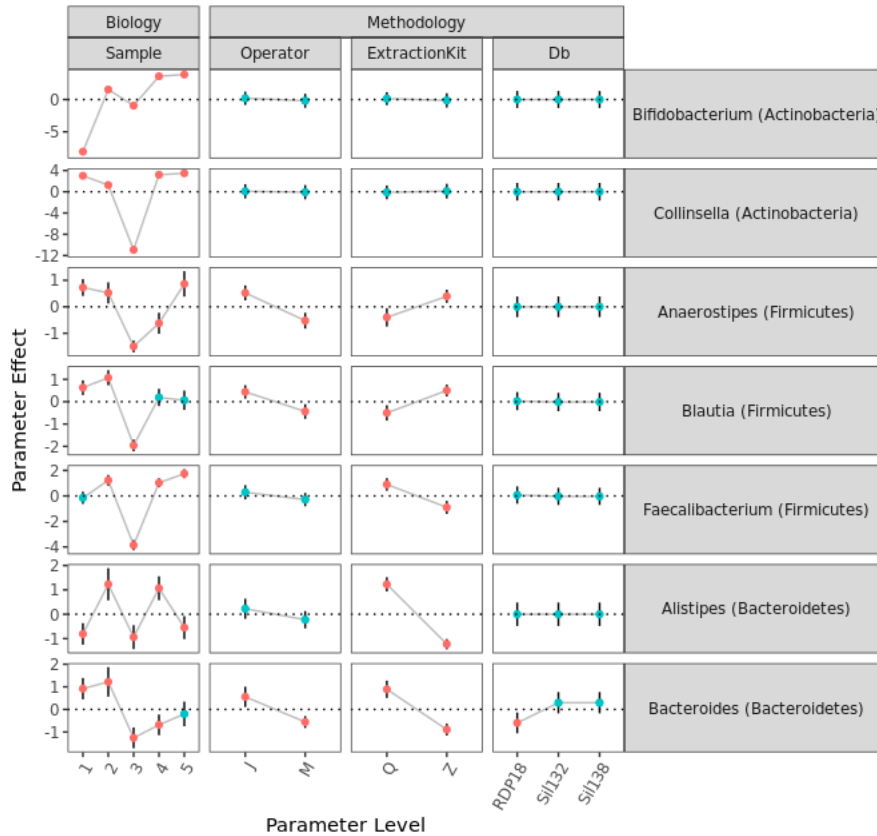 Biology Methodology
Sample Operator ExtractionKit Db
0
-5
Bifidobacterium (Actinobacteria)
4
0
-4
-8
-12
Collinsella (Actinobacteria)
1
0
-1
Anaerostipes (Firmicutes)
1
0
-1
-2
Blautia (Firmicutes)
2
0
-2
-4
Faecalibacterium (Firmicutes)
2
1
0
-1
Alistipes (Bacteroidetes)
2
1
0
-1
Bacteroides (Bacteroidetes)
Parameter Effect
1 2 3 4 5 J M Q Z RDP18 Sil132 Sil138
Parameter Level